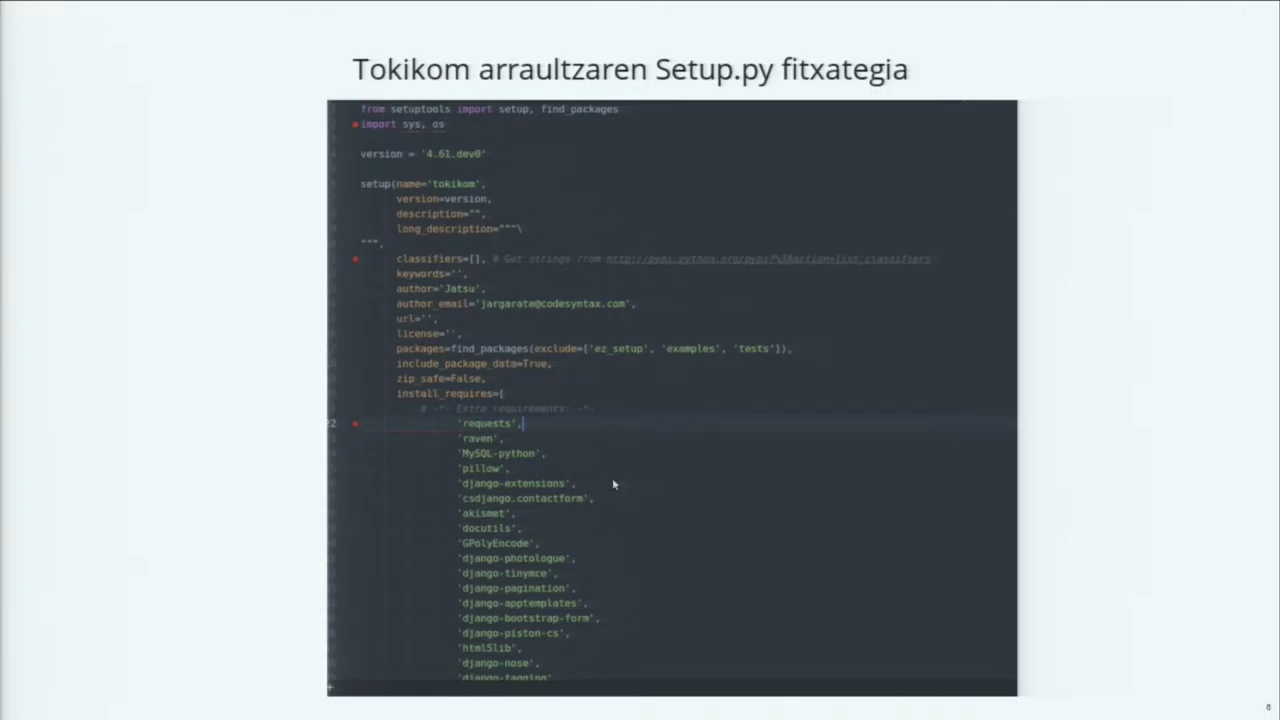 Tokikom arraultzaren Setup.py fitxategia
from setuptools import setup, find_packages
import sys, os
version = '4.61.dev0'
setup(name='tokikom',
version=version,
description="",
long_description="""\
""",
classifiers=[], # Get strings from http://pypi.python.org/pypi?%3Aaction=list_classifiers
keywords='',
author='Jatsu',
author_email='jargarate@codesyntax.com',
url='',
license='',
packages=find_packages(exclude=['ez_setup', 'examples', 'tests']),
include_package_data=True,
zip_safe=False,
install_requires=[
# -*- Extra requirements: -*-
22 'requests',
'raven',
'MySQL-python',
'pillow',
'django-extensions',
'csdjango.contactform',
'akismet',
'docutils',
'GPolyEncode',
'django-photologue',
'django-tinymce',
'django-pagination',
'django-apptemplates',
'django-bootstrap-form',
'django-piston-cs',
'html5lib',
'django-nose',
'django-tagging',
8